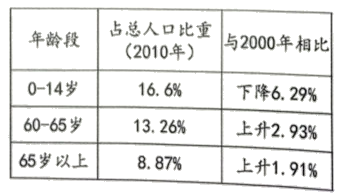 年龄段 占总人口比重(2010年) 与2000年相比
0-14岁 16.6% 下降6.29%
60-65岁 13.26% 上升2.93%
65岁以上 8.87% 上升1.91%